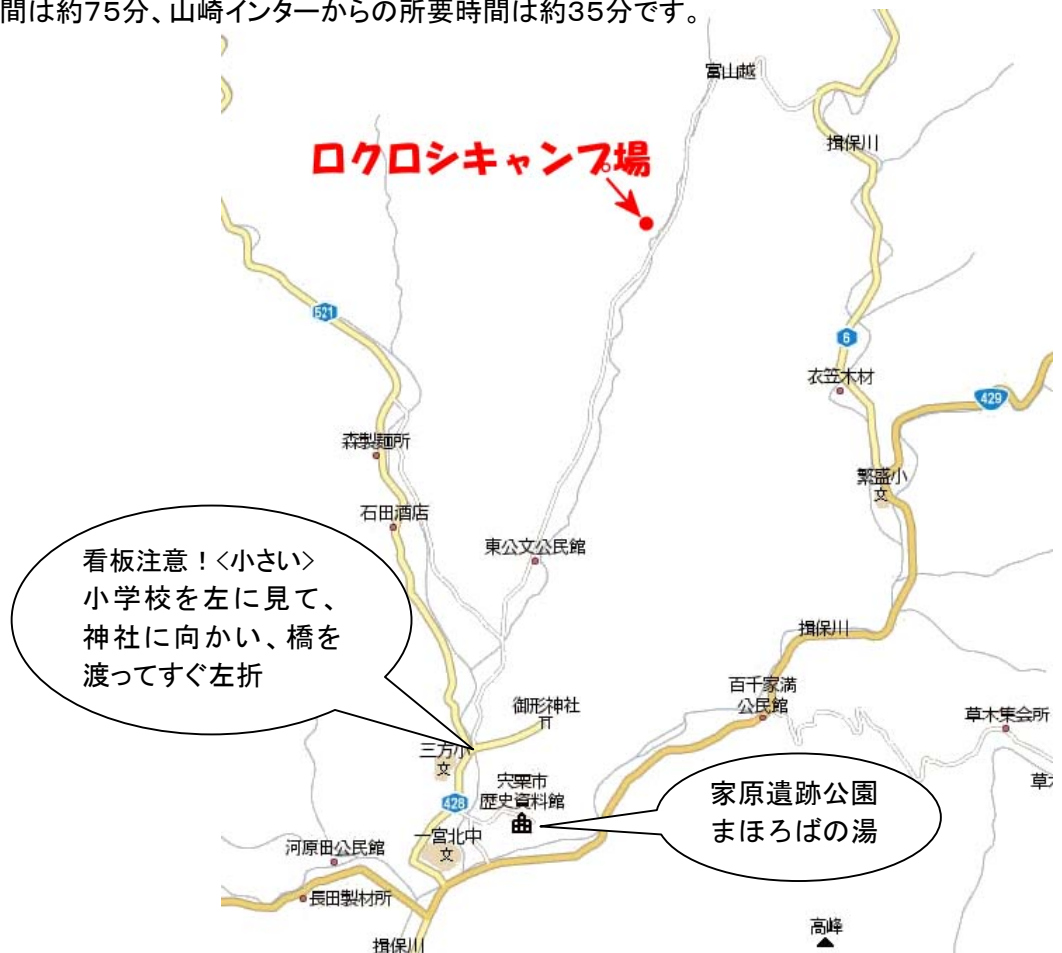 間は約75分、山崎インターからの所要時間は約35分です。
富山越
揖保川
ロクロシキャンプ場
521
6
衣笠木材
429
森製麺所
繁盛小
文
石田酒店
東公文公民館
看板注意！<小さい>
小学校を左に見て、
神社に向かい、橋を
渡ってすぐ左折
揖保川
百千家満
公民館
御形神社
草木集会所
三方小
文
宍粟市
歴史資料館
草
家原遺跡公園
まほろばの湯
428
一宮北中
文
河原田公民館
長田製材所
高峰
揖保川